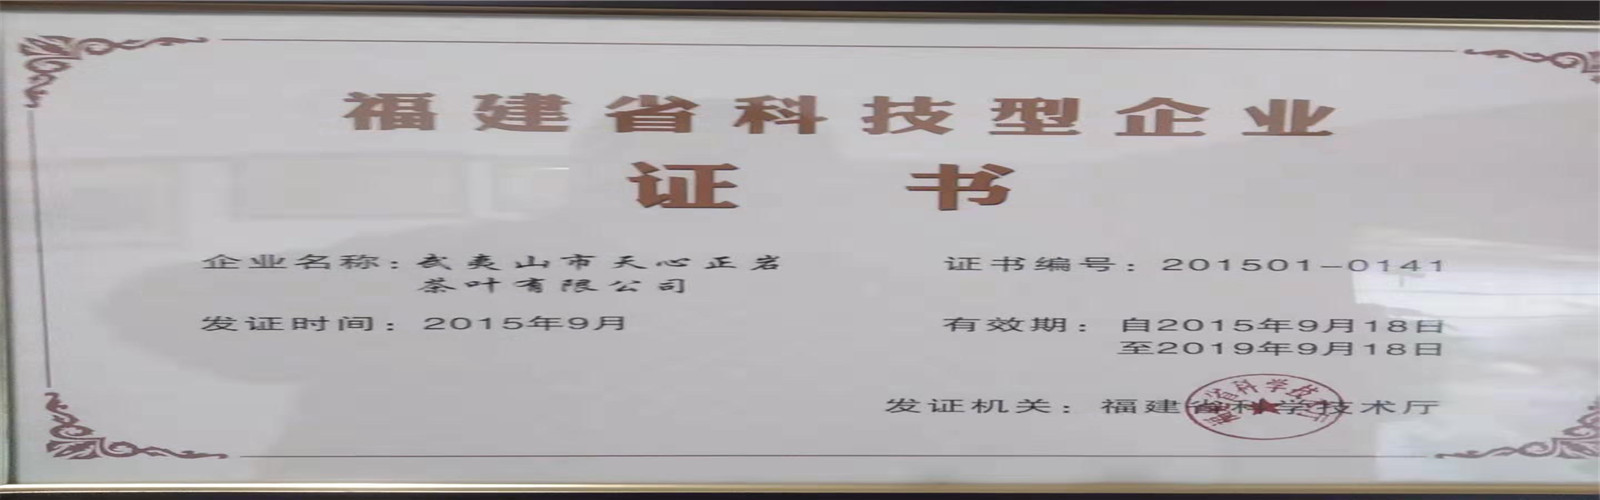 福建省科技型企业
证书
企业名称：武夷山市天心正岩
茶叶有限公司
证书编号：201501-0141
发证时间：2015年9月
有效期：自2015年9月18日
至2019年9月18日
发证机关：福建省科学技术厅